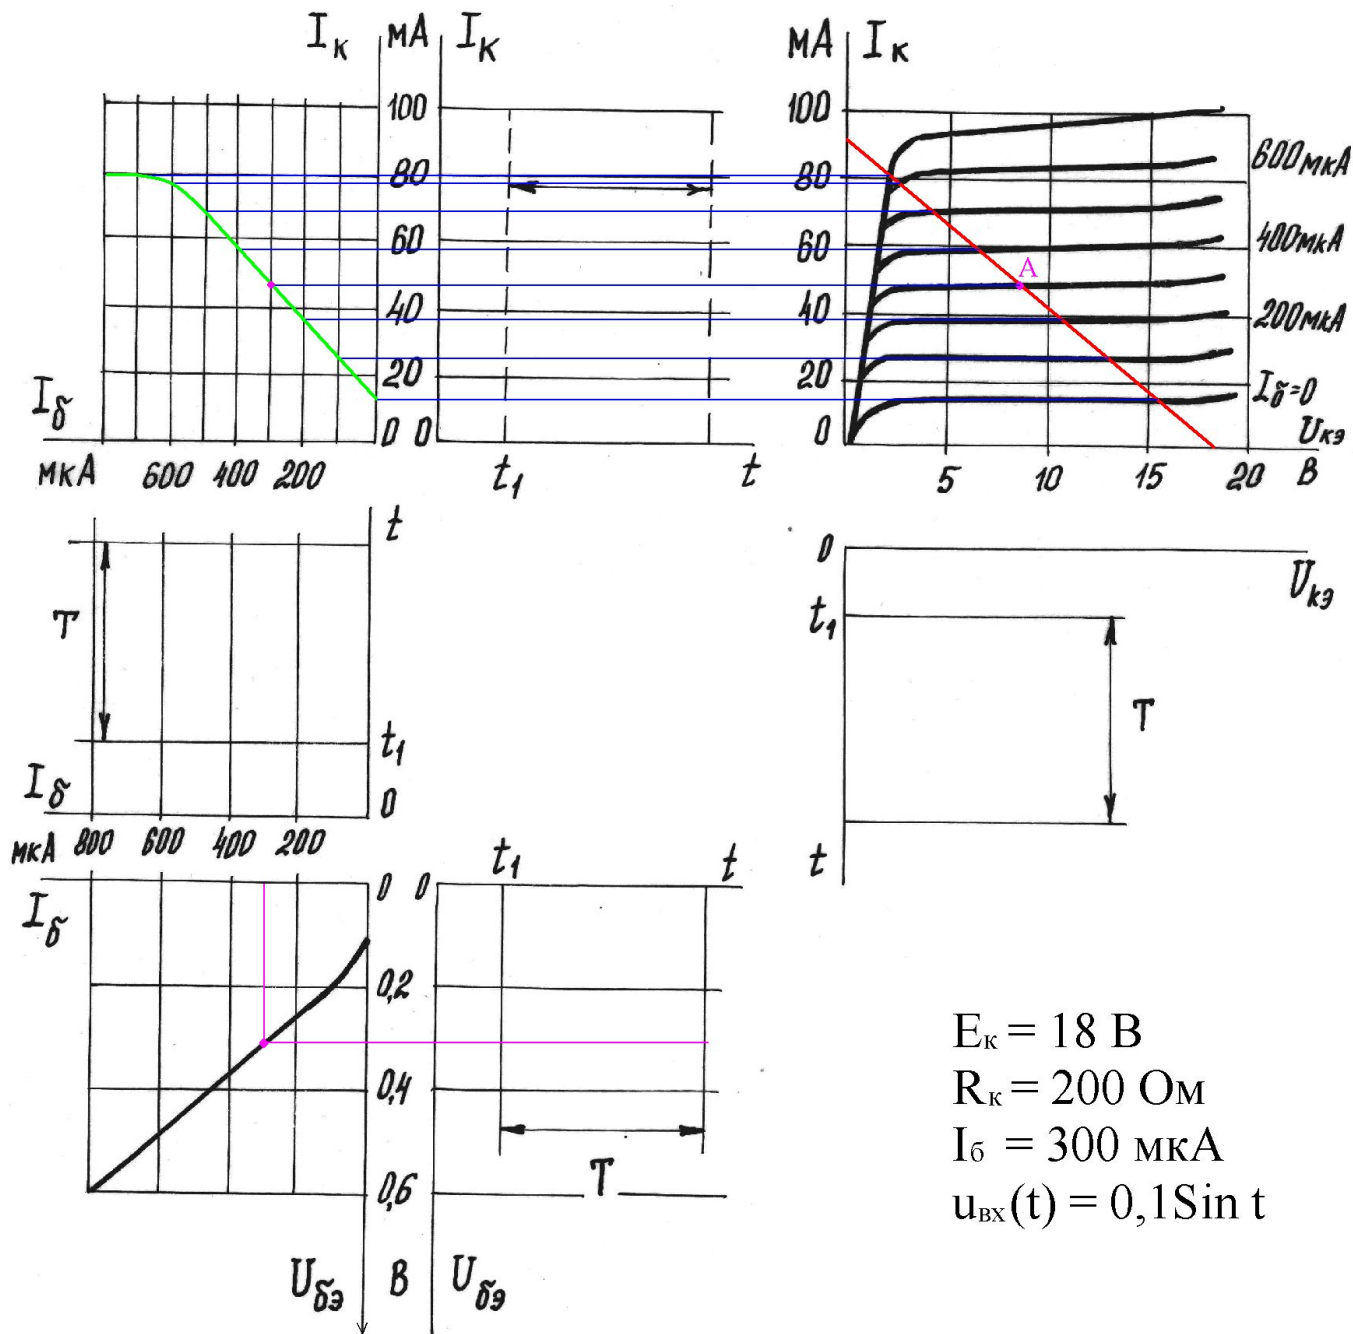 Iк мА Iк
100
80
60
40
20
0 0
Iб
мкА 600 400 200
t₁ t
мА Iк
100
80
60
40
20
0
600мкА
400мкА
200мкА
Iб=0
Uкэ
5 10 15 20 В
A
t
T
t₁
Iб
0
мкА 800 600 400 200
0
Uкэ
t₁
T
t
t₁ t
0 0
Iб
0,2
0,4
0,6
T
Uбэ В Uбэ
Eк = 18 В
Rк = 200 Ом
Iб = 300 мкА
uвх(t) = 0,1Sin t